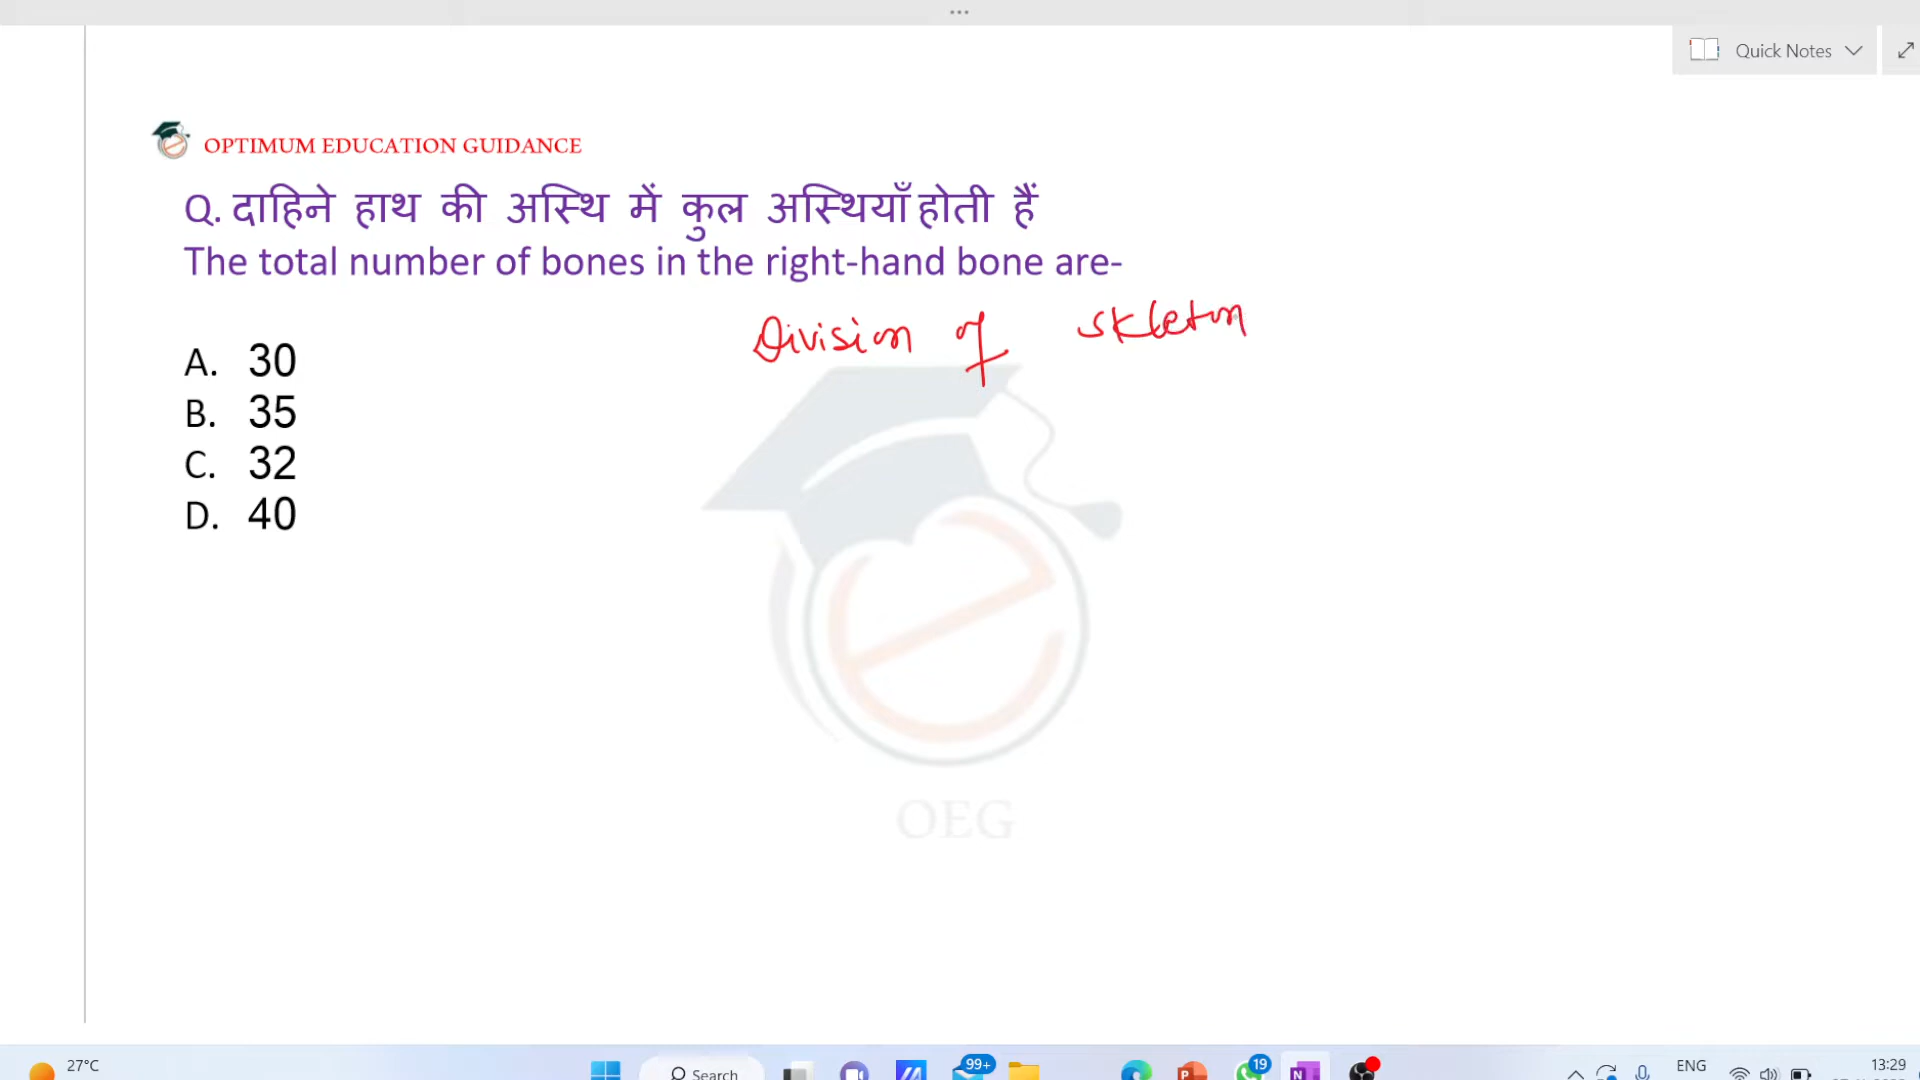 ...
Quick Notes
OPTIMUM EDUCATION GUIDANCE
Q. दाहिने हाथ की अस्थि में कुल अस्थियाँ होती हैं
The total number of bones in the right-hand bone are-
Division of skleton
A. 30
B. 35
C. 32
D. 40
OEG
27°C
Search
99+
19
ENG
13:29